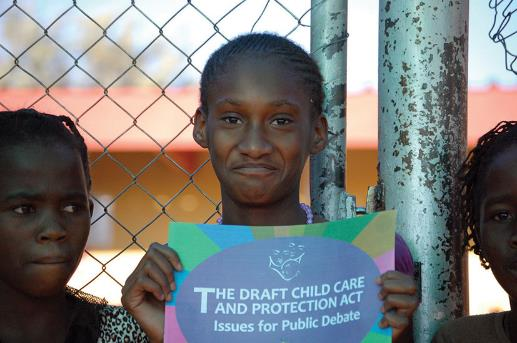 THE DRAFT CHILD CARE
AND PROTECTION ACT
Issues for Public Debate